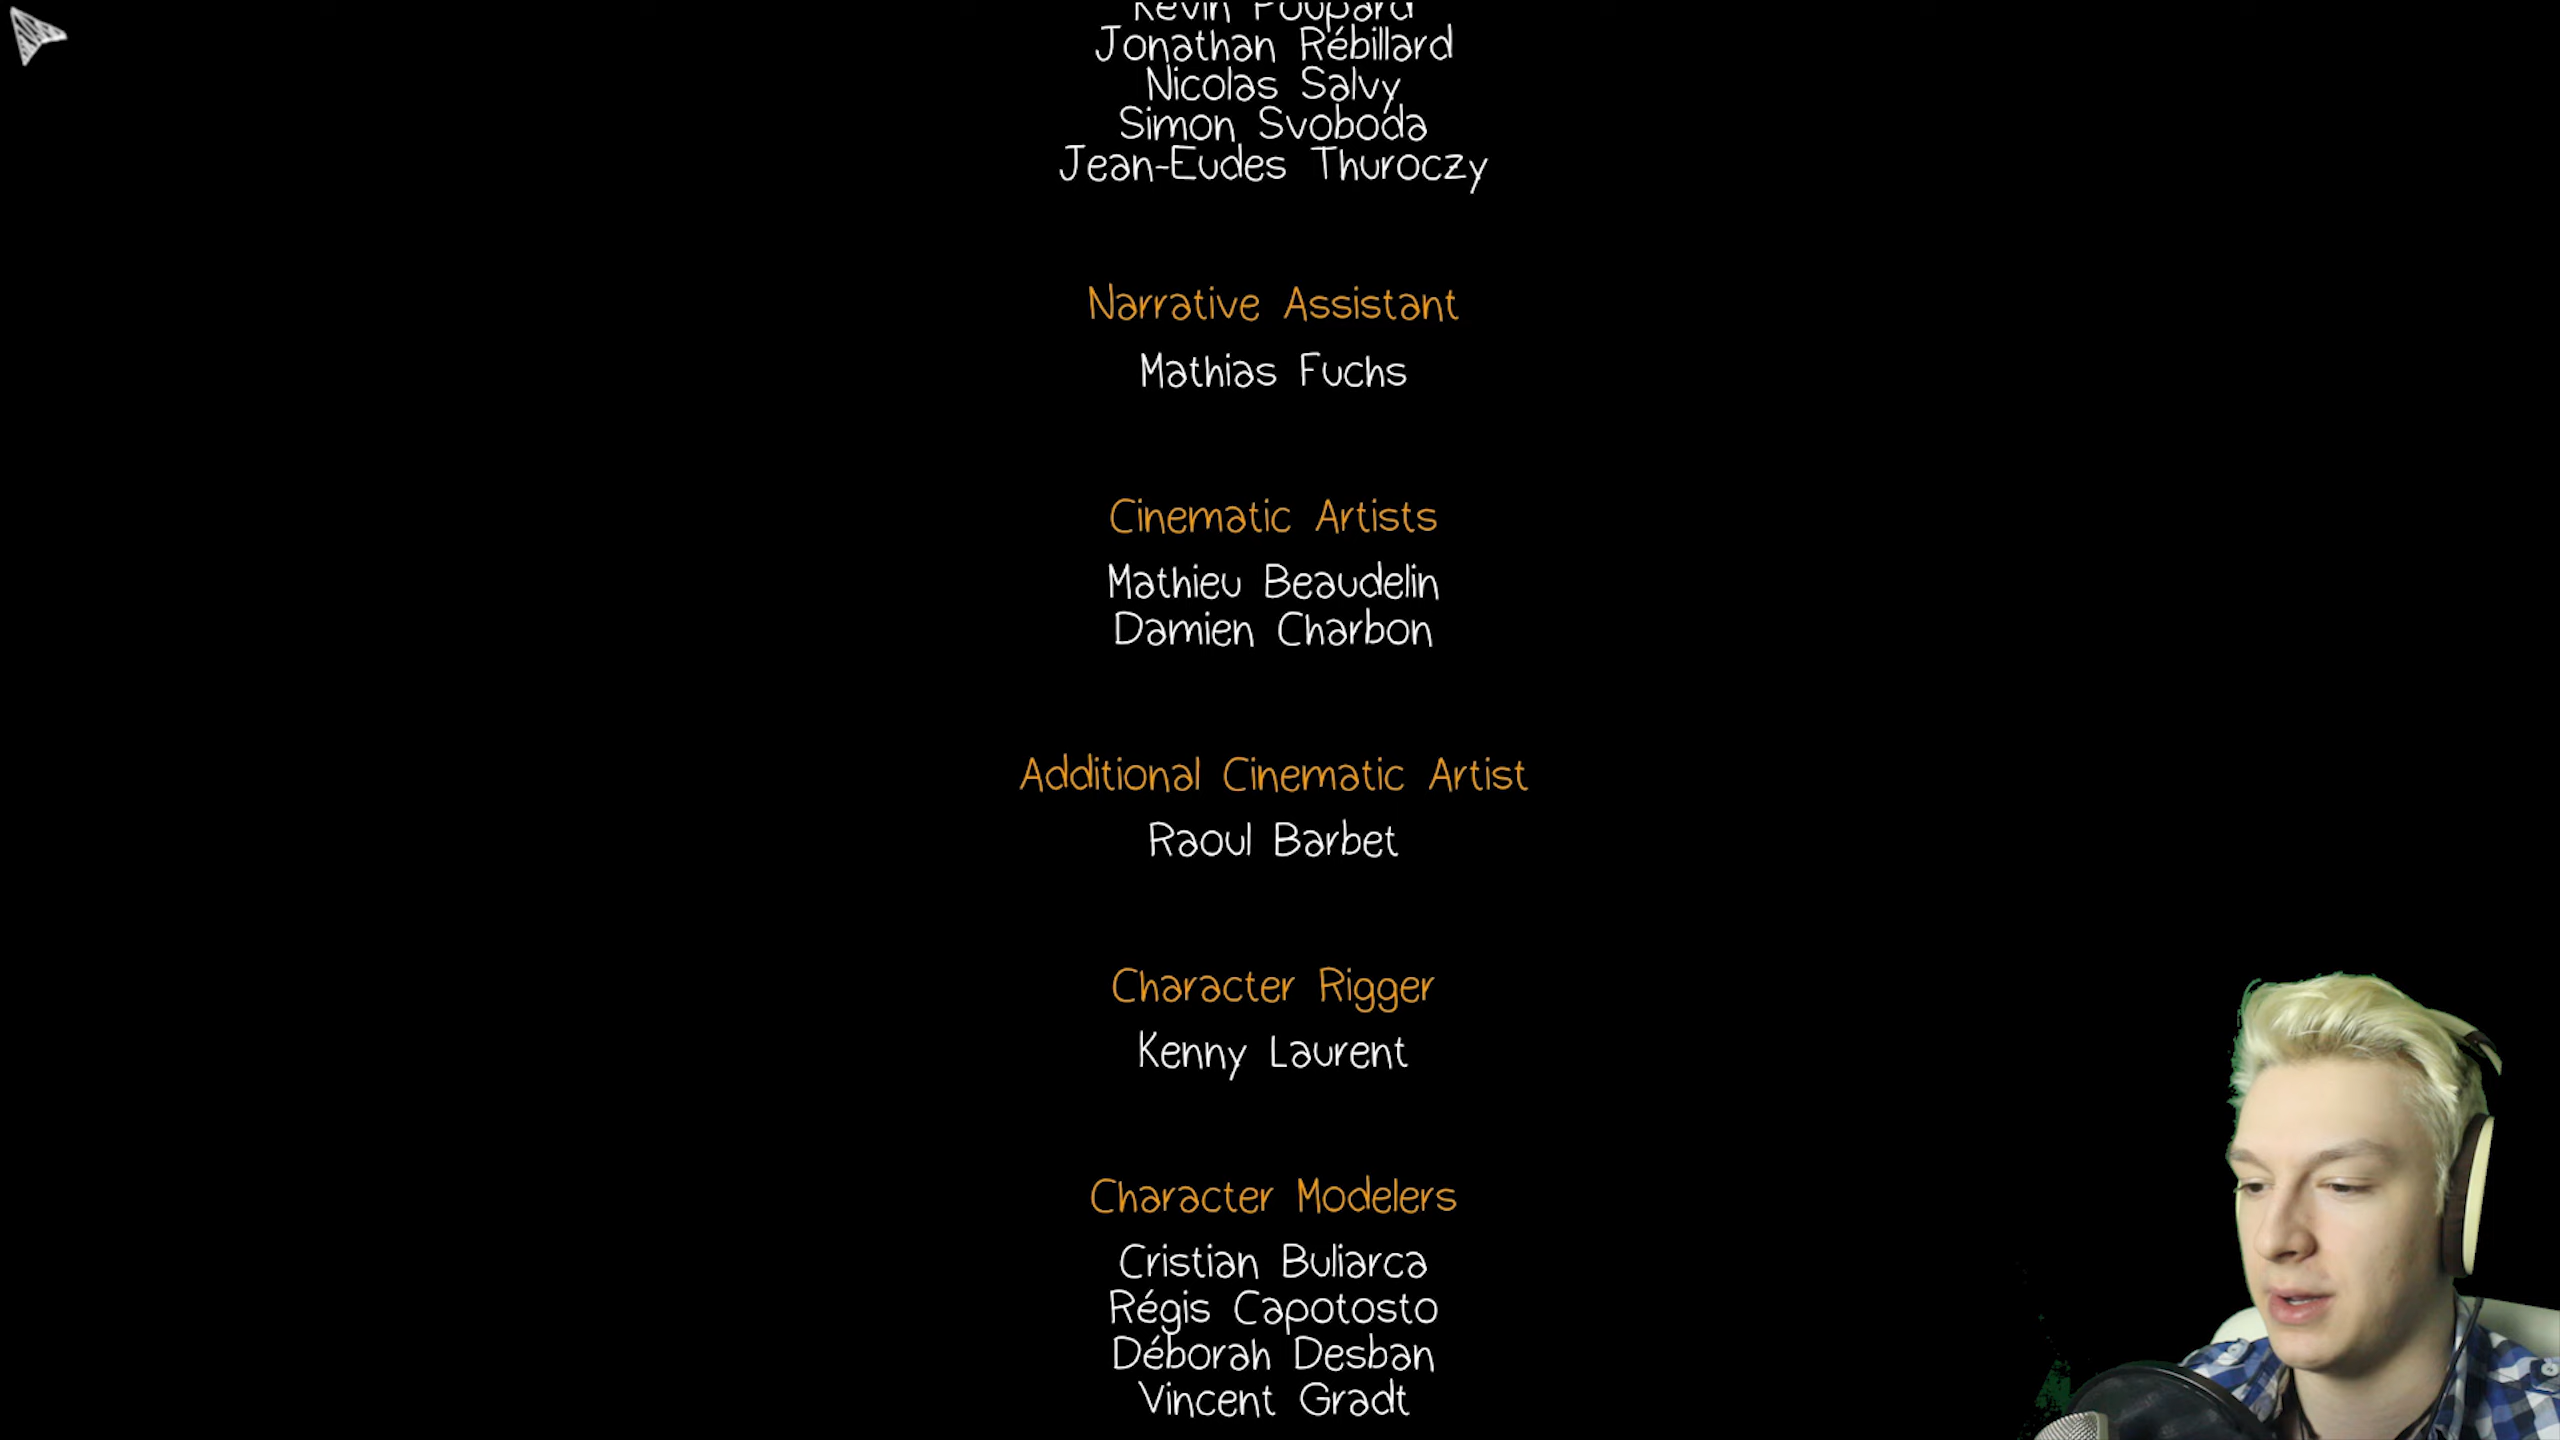 Kevin Poupard
Jonathan Rébillard
Nicolas Salvy
Simon Svoboda
Jean-Eudes Thuroczy
Narrative Assistant
Mathias Fuchs
Cinematic Artists
Mathieu Beaudelin
Damien Charbon
Additional Cinematic Artist
Raoul Barbet
Character Rigger
Kenny Laurent
Character Modelers
Cristian Buliarca
Régis Capotosto
Déborah Desban
Vincent Gradt